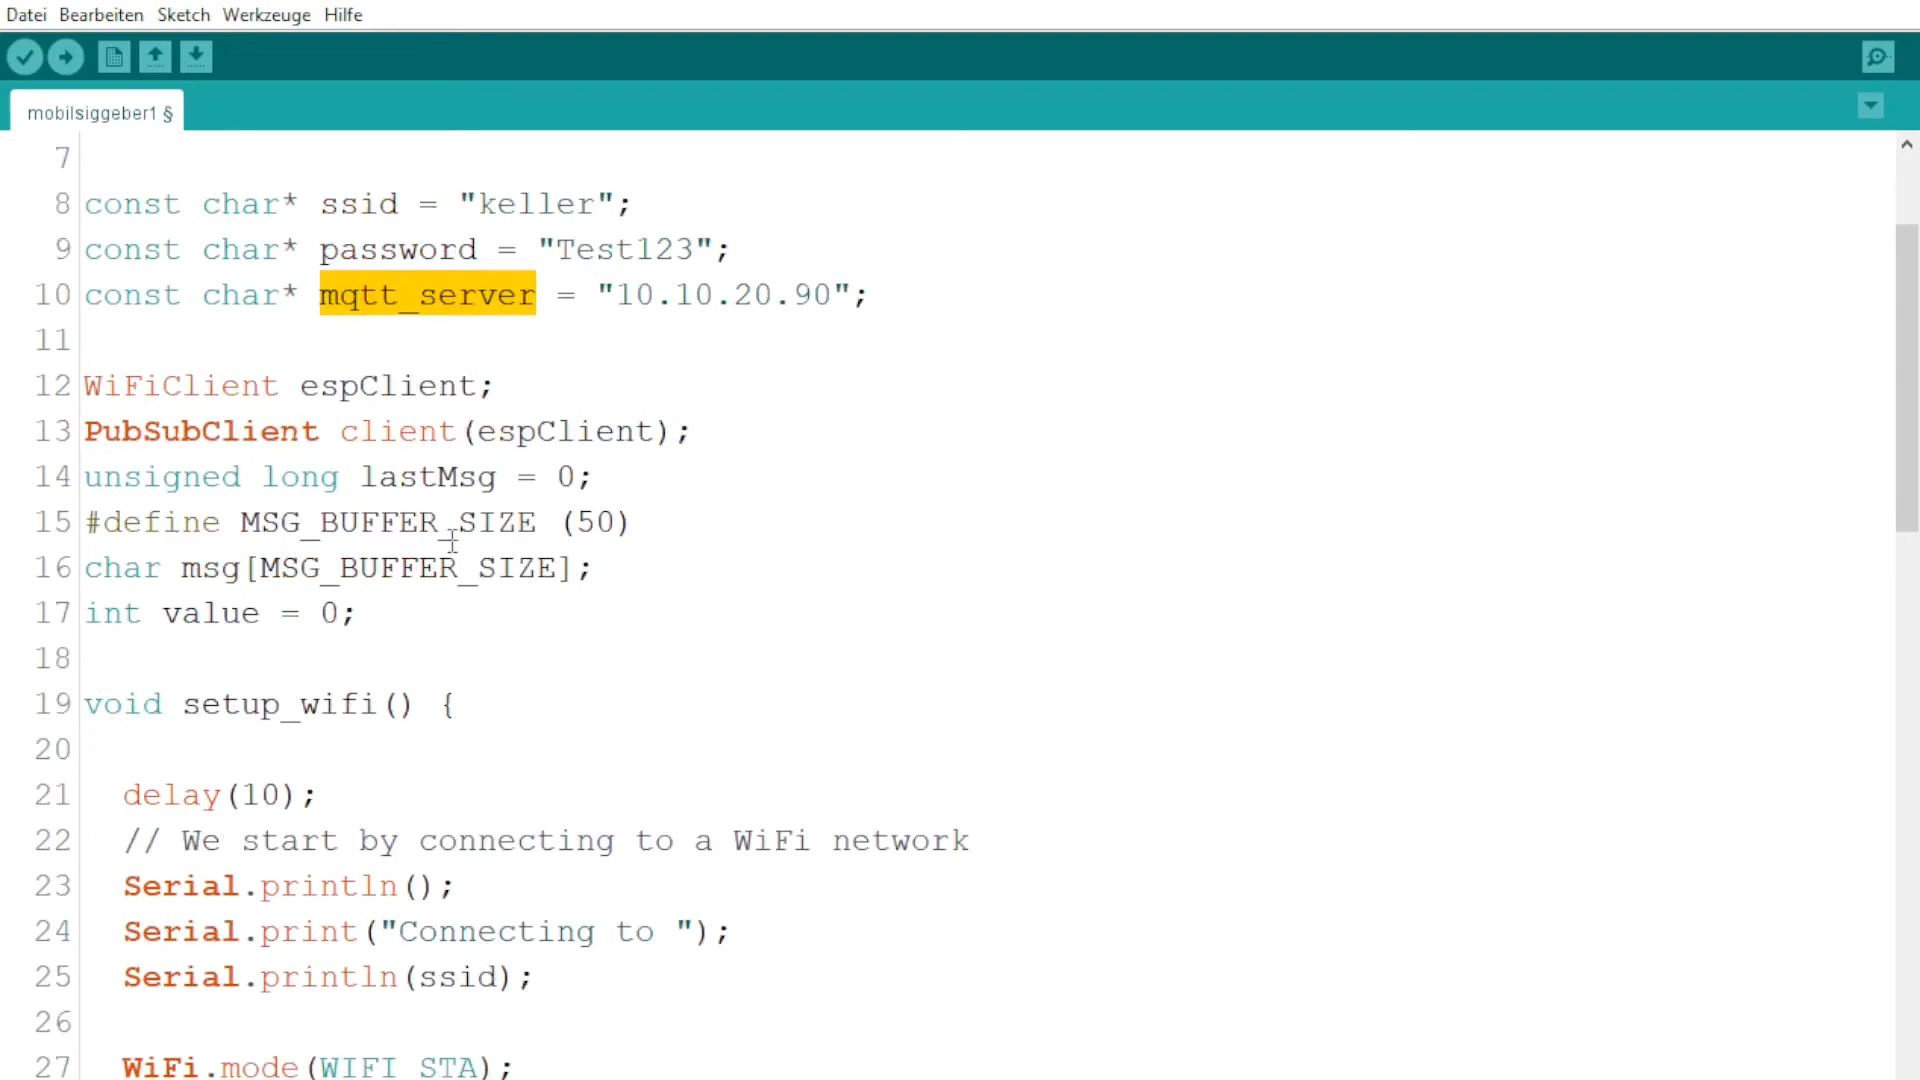 Datei Bearbeiten Sketch Werkzeuge Hilfe
mobilsiggeber1 §
7
8 const char* ssid = "keller";
9 const char* password = "Test123";
10 const char* mqtt_server = "10.10.20.90";
11
12 WiFiClient espClient;
13 PubSubClient client(espClient);
14 unsigned long lastMsg = 0;
15 #define MSG_BUFFER_SIZE (50)
16 char msg[MSG_BUFFER_SIZE];
17 int value = 0;
18
19 void setup_wifi() {
20
21 delay(10);
22 // We start by connecting to a WiFi network
23 Serial.println();
24 Serial.print("Connecting to ");
25 Serial.println(ssid);
26
27 WiFi.mode(WIFI_STA);